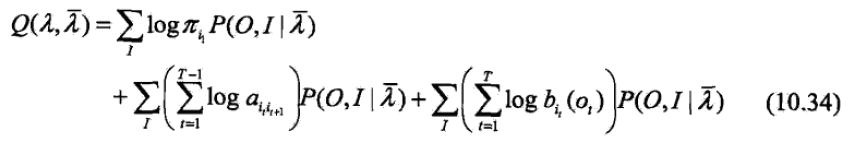 Q(λ, λ̄) = ∑_I log π_{i_1} P(O, I | λ̄)
+ ∑_I ( ∑_{t=1}^{T-1} log a_{i_t i_{t+1}} ) P(O, I | λ̄) + ∑_I ( ∑_{t=1}^{T} log b_{i_t}(o_t) ) P(O, I | λ̄) (10.34)